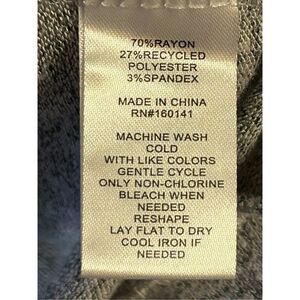 70%RAYON
27%RECYCLED
POLYESTER
3%SPANDEX
MADE IN CHINA
RN#160141
MACHINE WASH
COLD
WITH LIKE COLORS
GENTLE CYCLE
ONLY NON-CHLORINE
BLEACH WHEN
NEEDED
RESHAPE
LAY FLAT TO DRY
COOL IRON IF
NEEDED